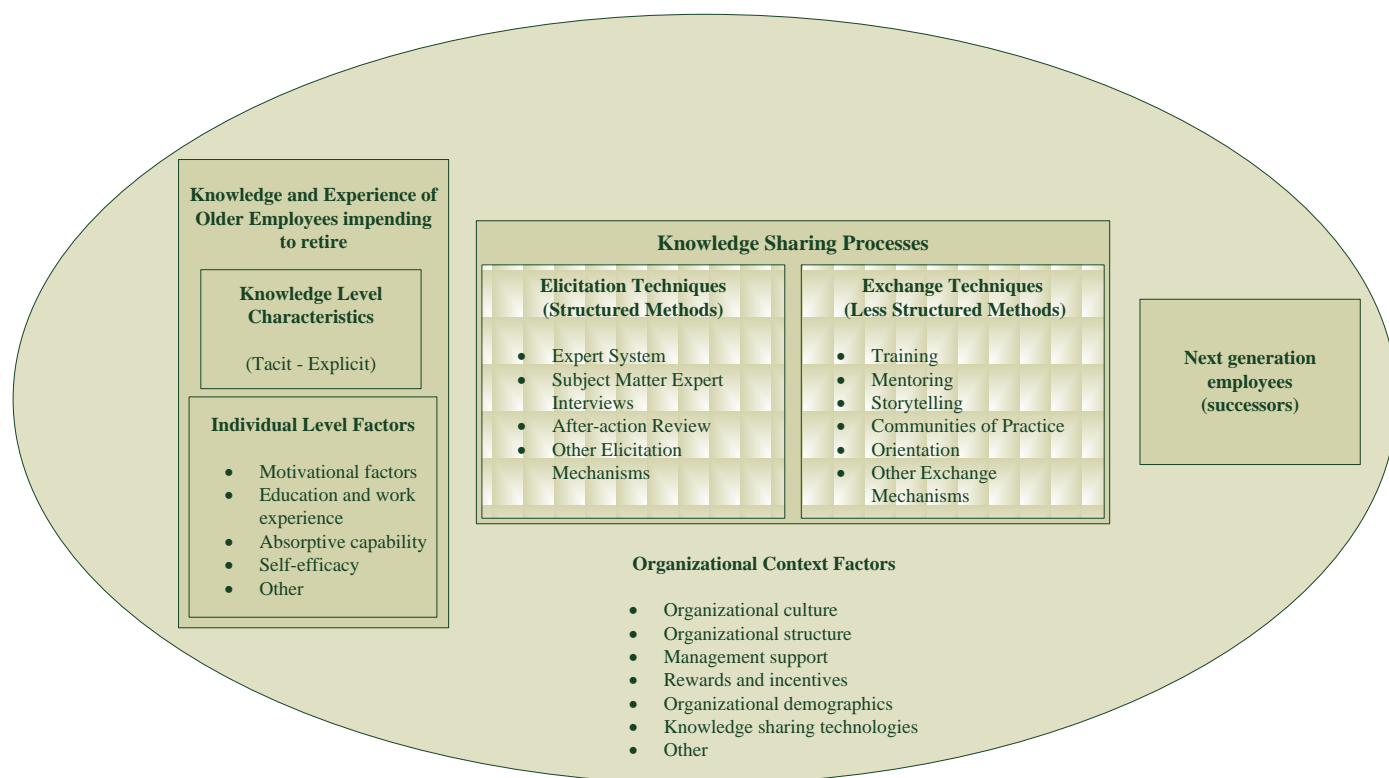 Knowledge and Experience of
Older Employees impending
to retire
Knowledge Level
Characteristics
(Tacit - Explicit)
Individual Level Factors
• Motivational factors
• Education and work
experience
• Absorptive capability
• Self-efficacy
• Other
Knowledge Sharing Processes
Elicitation Techniques
(Structured Methods)
• Expert System
• Subject Matter Expert
Interviews
• After-action Review
• Other Elicitation
Mechanisms
Exchange Techniques
(Less Structured Methods)
• Training
• Mentoring
• Storytelling
• Communities of Practice
• Orientation
• Other Exchange
Mechanisms
Next generation
employees
(successors)
Organizational Context Factors
• Organizational culture
• Organizational structure
• Management support
• Rewards and incentives
• Organizational demographics
• Knowledge sharing technologies
• Other